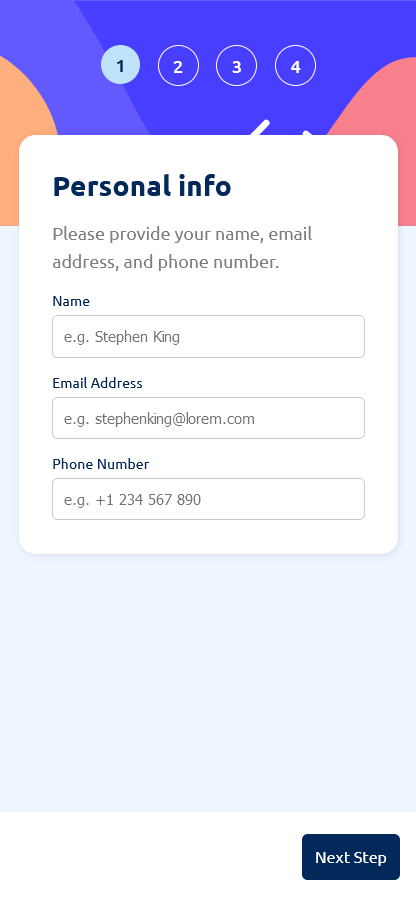 1 2 3 4
Personal info
Please provide your name, email
address, and phone number.
Name
e.g. Stephen King
Email Address
e.g. stephenking@lorem.com
Phone Number
e.g. +1 234 567 890
Next Step